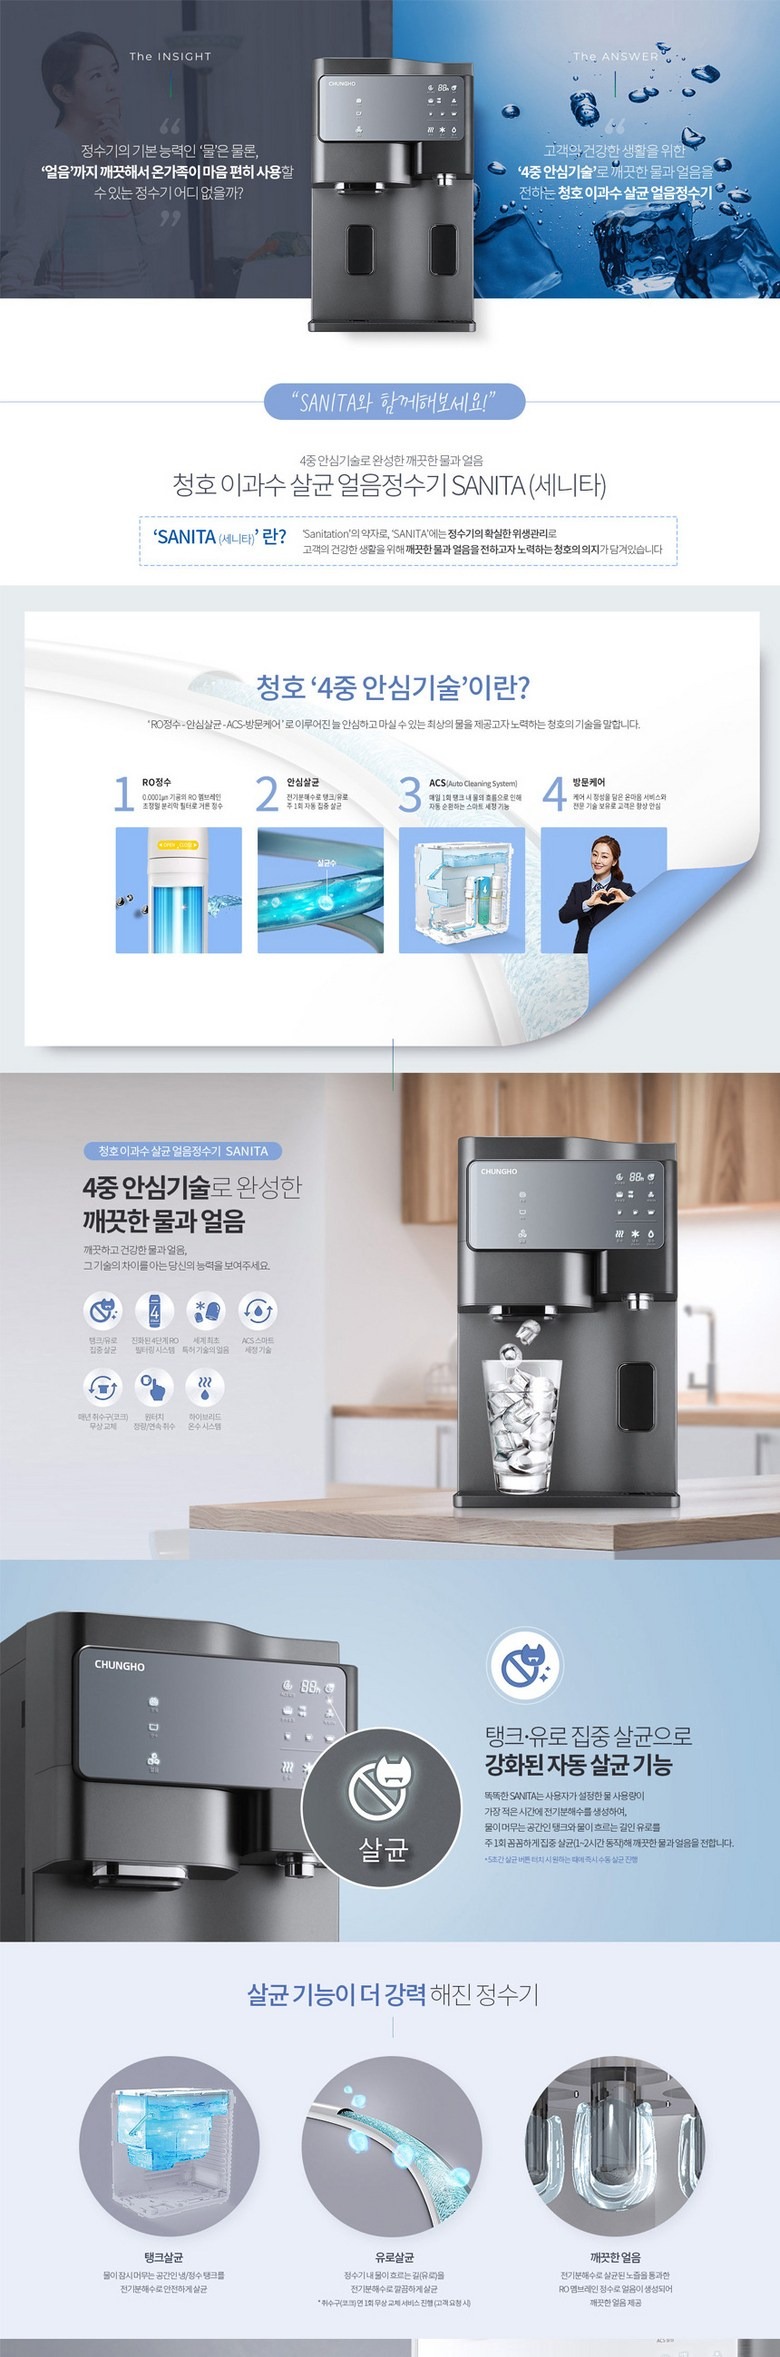 The INSIGHT
“
정수기의 기본 능력인 ‘물’은 물론,
‘얼음’까지 깨끗해서 온가족이 마음 편히 사용할
수 있는 정수기 어디 없을까?
”
The ANSWER
“
고객의 건강한 생활을 위한
‘4중 안심기술’로 깨끗한 물과 얼음을
전하는 청호 이과수 살균 얼음정수기
CHUNGHO
“SANITA와 함께해보세요!”
4중 안심기술로 완성한 깨끗한 물과 얼음
청호 이과수 살균 얼음정수기 SANITA (세니타)
‘SANITA (세니타)’ 란?
‘Sanitation’의 약자로, ‘SANITA’에는 정수기의 확실한 위생관리로
고객의 건강한 생활을 위해 깨끗한 물과 얼음을 전하고자 노력하는 청호의 의지가 담겨있습니다
청호 ‘4중 안심기술’이란?
‘RO정수 - 안심살균 - ACS-방문케어’로 이루어진 늘 안심하고 마실 수 있는 최상의 물을 제공고자 노력하는 청호의 기술을 말합니다.
1 RO정수
0.0001㎛ 기공의 RO 멤브레인
초정밀 분리막 필터로 거른 정수
2 안심살균
전기분해수로 탱크/유로
주 1회 자동 집중 살균
살균수
3 ACS(Auto Cleaning System)
매일 1회 탱크 내 물의 흐름으로 인해
자동 순환하는 스마트 세정 기능
4 방문케어
케어 시 정성을 담은 온마음 서비스와
전문 기술 보유로 고객은 항상 안심
청호 이과수 살균 얼음정수기 SANITA
4중 안심기술로 완성한
깨끗한 물과 얼음
깨끗하고 건강한 물과 얼음,
그 기술의 차이를 아는 당신의 능력을 보여주세요.
탱크/유로
집중 살균
4
진화된 4단계 RO
필터링 시스템
세계 최초
특허 기술의 얼음
ACS 스마트
세정 기술
매년 취수구(코크)
무상 교체
원터치
정량/연속 취수
하이브리드
온수 시스템
CHUNGHO
CHUNGHO
살균
탱크·유로 집중 살균으로
강화된 자동 살균 기능
똑똑한 SANITA는 사용자가 설정한 물 사용량이
가장 적은 시간에 전기분해수를 생성하여,
물이 머무는 공간인 탱크와 물이 흐르는 길인 유로를
주 1회 꼼꼼하게 집중 살균(1~2시간 동작)해 깨끗한 물과 얼음을 전합니다.
• 5초간 살균 버튼 터치 시 원하는 때에 즉시 수동 살균 진행
살균 기능이 더 강력해진 정수기
탱크살균
물이 잠시 머무는 공간인 냉/정수 탱크를
전기분해수로 안전하게 살균
유로살균
정수기 내 물이 흐르는 길(유로)을
전기분해수로 깔끔하게 살균
* 취수구(코크) 연 1회 무상 교체 서비스 진행 (고객 요청 시)
깨끗한 얼음
전기분해수로 살균된 노즐을 통과한
RO 멤브레인 정수로 얼음이 생성되어
깨끗한 얼음 제공